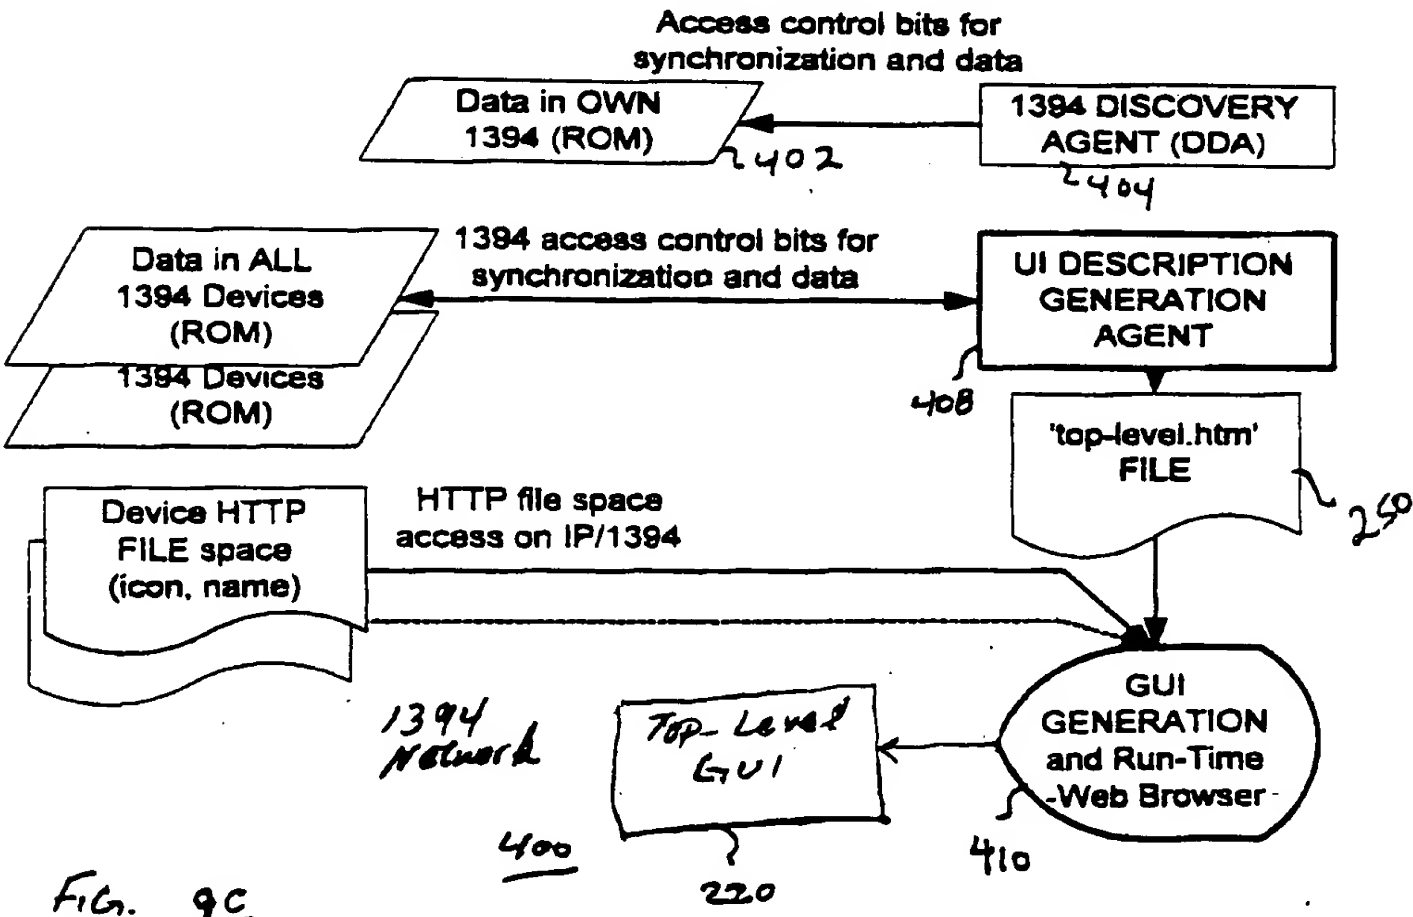 Access control bits for
synchronization and data
Data in OWN
1394 (ROM)
402
1394 DISCOVERY
AGENT (DDA)
404
Data in ALL
1394 Devices
(ROM)
1394 Devices
(ROM)
1394 access control bits for
synchronization and data
UI DESCRIPTION
GENERATION
AGENT
408
'top-level.htm'
FILE
250
Device HTTP
FILE space
(icon, name)
HTTP file space
access on IP/1394
GUI
GENERATION
and Run-Time
-Web Browser-
410
1394
Network
Top-Level
GUI
220
400
FIG. 9C